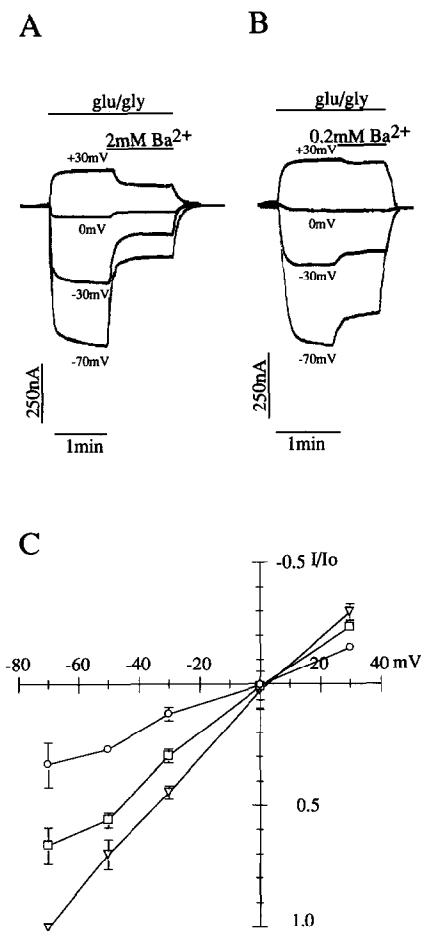 A
B
glu/gly
glu/gly
2mM Ba2+
0.2mM Ba2+
+30mV
+30mV
0mV
0mV
-30mV
-30mV
-70mV
-70mV
250nA
250nA
1min
1min
C
-0.5 I/Io
-80 -60 -40 -20 20 40 mV
0.5
1.0